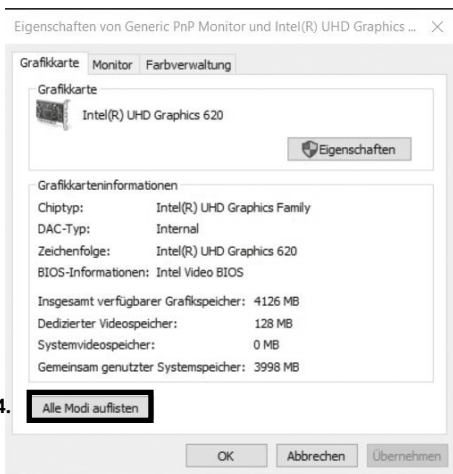 Eigenschaften von Generic PnP Monitor und Intel(R) UHD Graphics ...
Grafikkarte Monitor Farbverwaltung
Grafikkarte
Intel(R) UHD Graphics 620
Eigenschaften
Grafikkarteninformationen
Chiptyp: Intel(R) UHD Graphics Family
DAC-Typ: Internal
Zeichenfolge: Intel(R) UHD Graphics 620
BIOS-Informationen: Intel Video BIOS
Insgesamt verfügbarer Grafikspeicher: 4126 MB
Dedizierter Videospeicher: 128 MB
Systemvideospeicher: 0 MB
Gemeinsam genutzter Systemspeicher: 3998 MB
4. Alle Modi auflisten
OK Abbrechen Übernehmen